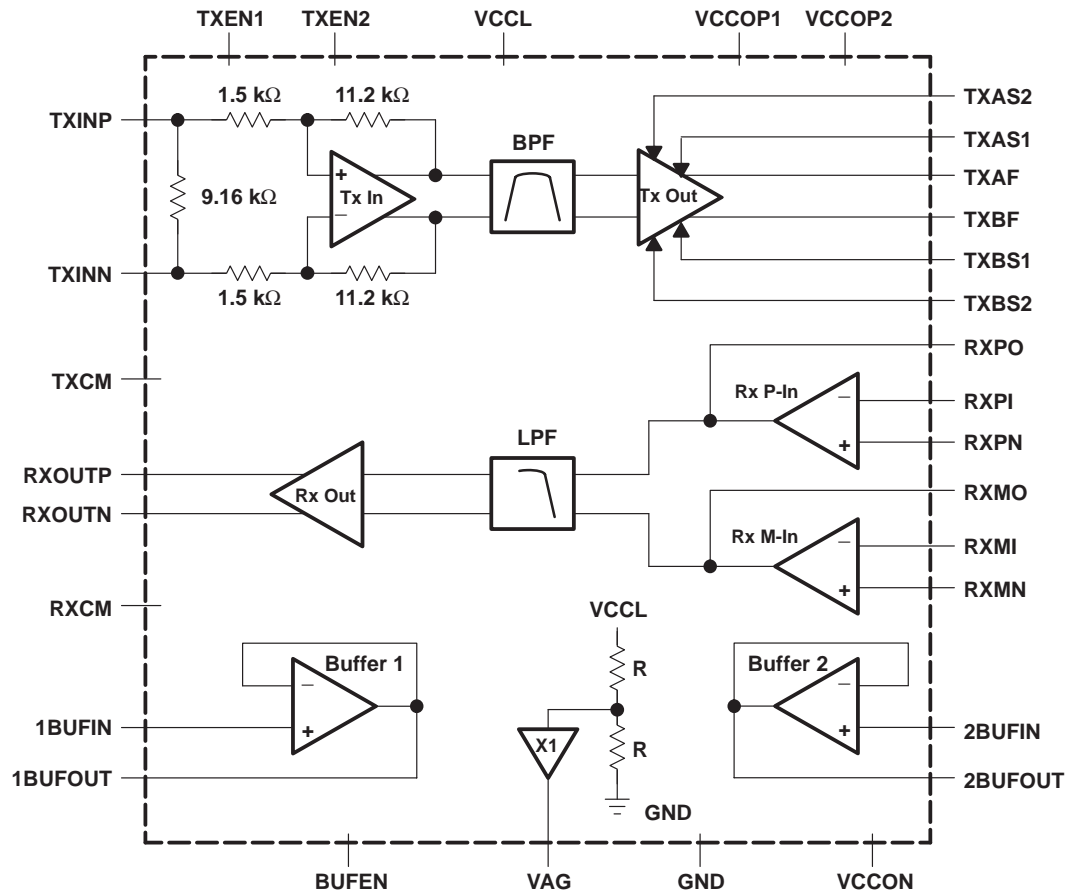 TXEN1 TXEN2 VCCL VCCOP1 VCCOP2
1.5 kΩ 11.2 kΩ
TXINP
9.16 kΩ
TXINN
1.5 kΩ 11.2 kΩ
+
Tx In
–
BPF
Tx Out
TXAS2
TXAS1
TXAF
TXBF
TXBS1
TXBS2
TXCM
RXOUTP
RXOUTN
Rx Out
LPF
RXPO
Rx P-In
–
+
RXPI
RXPN
RXMO
Rx M-In
–
+
RXMI
RXMN
RXCM
Buffer 1
–
+
1BUFIN
1BUFOUT
VCCL
R
X1
R
GND
Buffer 2
–
+
2BUFIN
2BUFOUT
BUFEN VAG GND VCCON